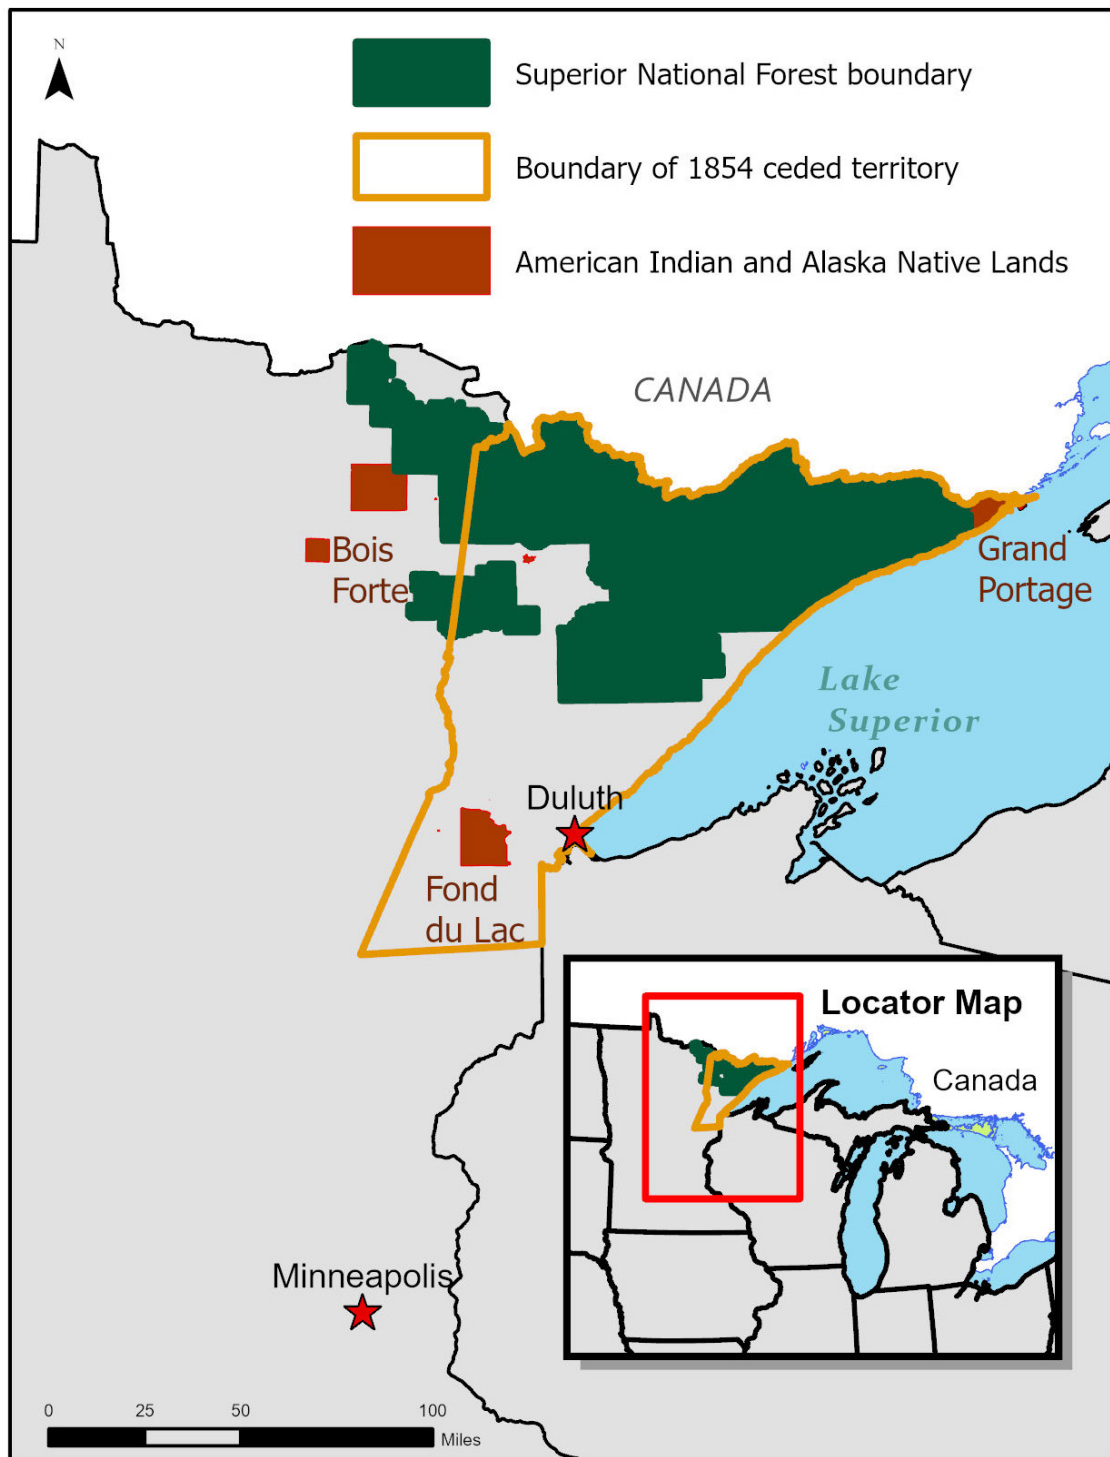 N
Superior National Forest boundary
Boundary of 1854 ceded territory
American Indian and Alaska Native Lands
CANADA
Bois
Forte
Grand
Portage
Lake
Superior
Duluth
Fond
du Lac
Locator Map
Canada
Minneapolis
0 25 50 100
Miles